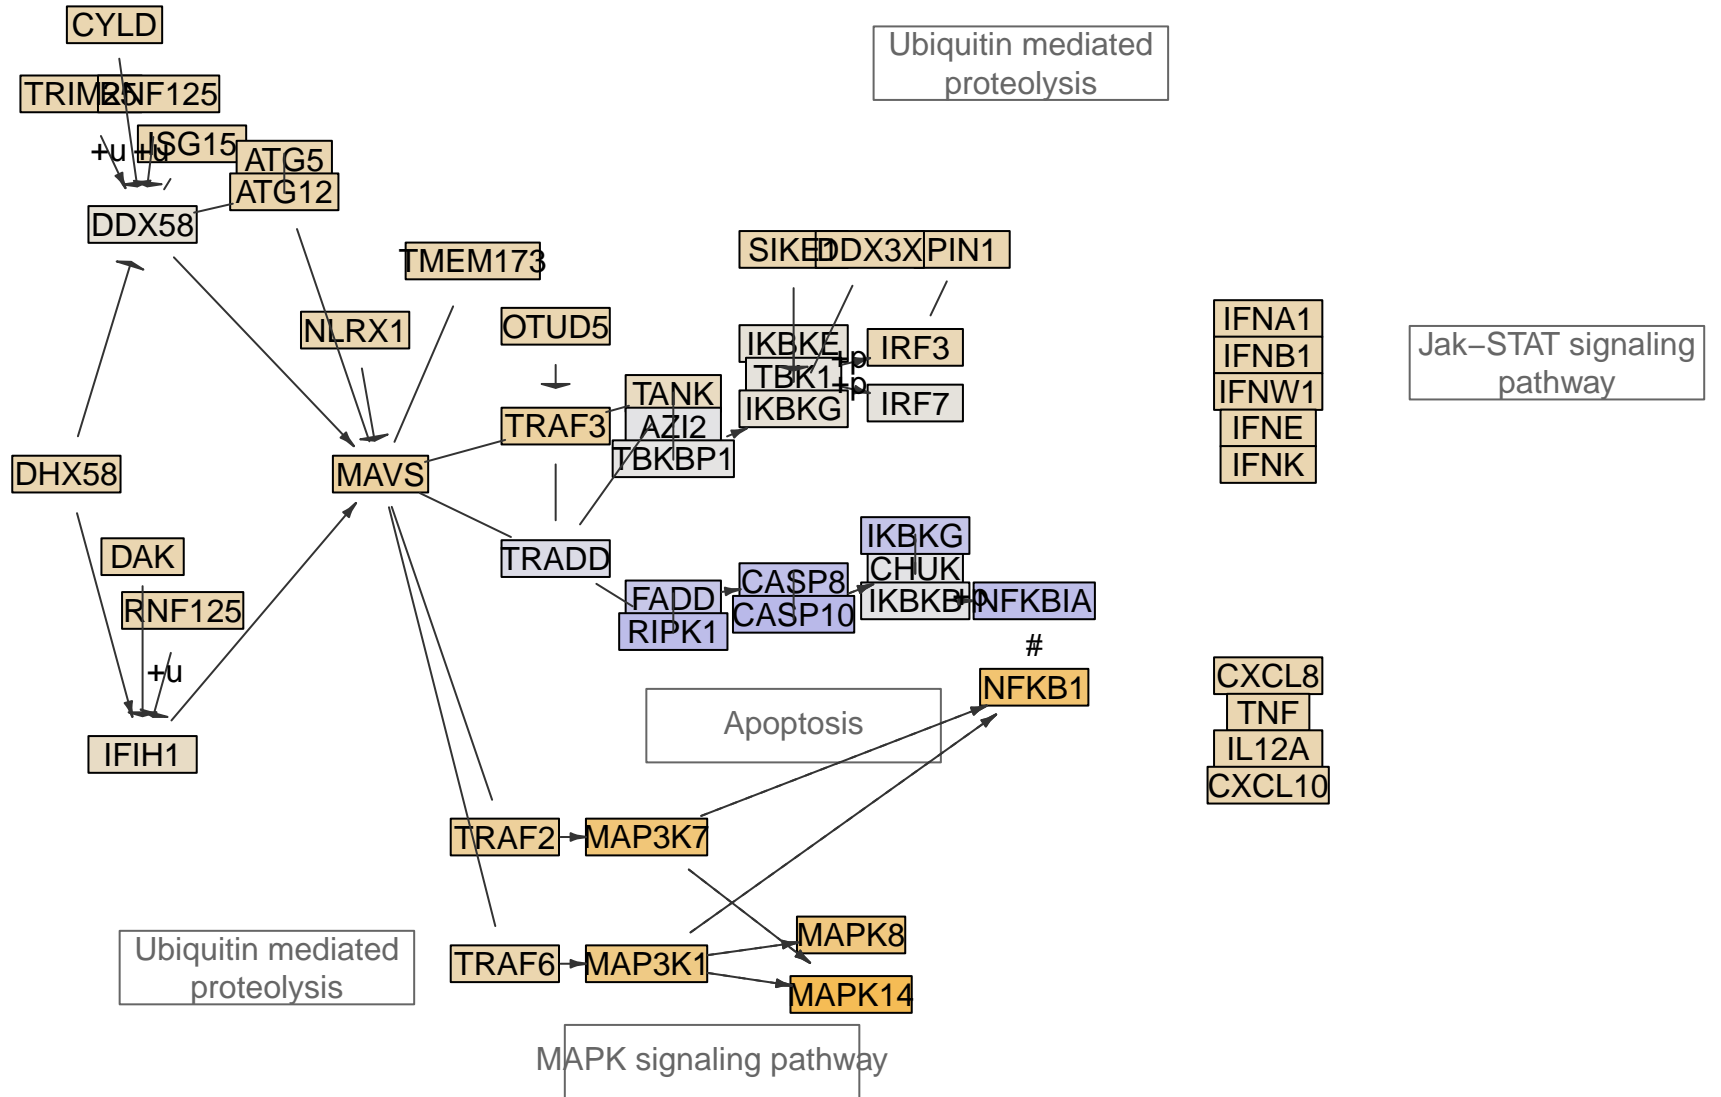 CYLD
Ubiquitin mediated
proteolysis
TRIM25
RNF125
ISG15
+u
+u
ATG5
ATG12
DDX58
TMEM173
SIKE1
DDX3X
PIN1
NLRX1
OTUD5
IKBKE
IRF3
+p
TBK1
+p
IKBKG
IRF7
IFNA1
IFNB1
IFNW1
IFNE
IFNK
Jak−STAT signaling
pathway
TANK
AZI2
TBKBP1
TRAF3
DHX58
MAVS
DAK
RNF125
+u
IFIH1
TRADD
FADD
RIPK1
CASP8
CASP10
IKBKG
CHUK
IKBKB
+p
NFKBIA
#
NFKB1
Apoptosis
CXCL8
TNF
IL12A
CXCL10
TRAF2
MAP3K7
TRAF6
MAP3K1
MAPK8
MAPK14
Ubiquitin mediated
proteolysis
MAPK signaling pathway